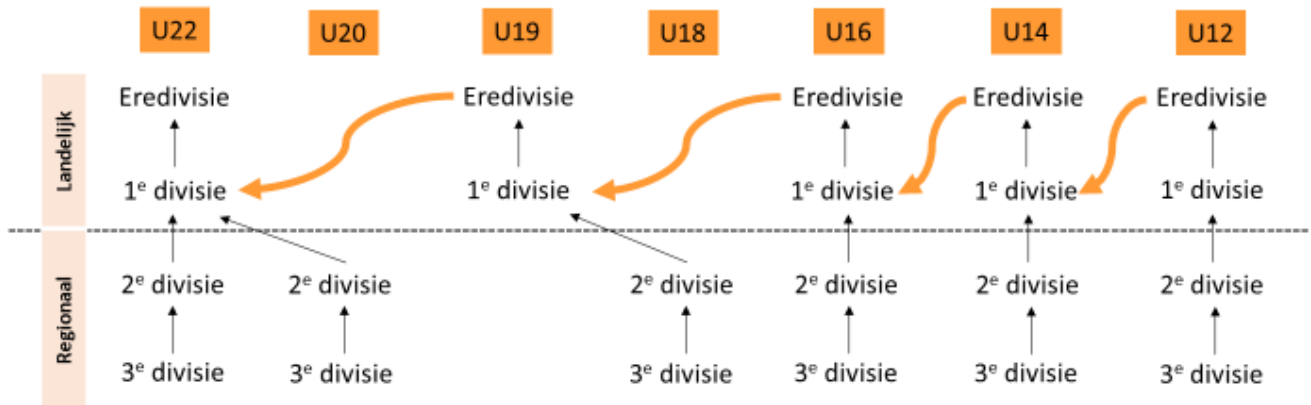 U22 U20 U19 U18 U16 U14 U12
Landelijk
Eredivisie Eredivisie Eredivisie Eredivisie Eredivisie
1e divisie 1e divisie 1e divisie 1e divisie 1e divisie
Regionaal
2e divisie 2e divisie 2e divisie 2e divisie 2e divisie 2e divisie
3e divisie 3e divisie 3e divisie 3e divisie 3e divisie 3e divisie